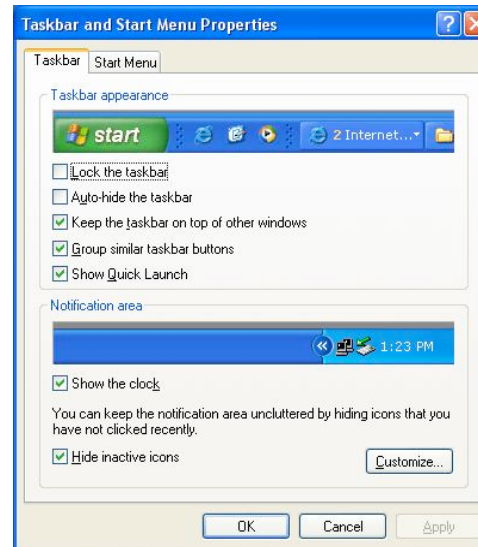 Taskbar and Start Menu Properties
Taskbar Start Menu
Taskbar appearance
start 2 Internet...
Lock the taskbar
Auto-hide the taskbar
Keep the taskbar on top of other windows
Group similar taskbar buttons
Show Quick Launch
Notification area
1:23 PM
Show the clock
You can keep the notification area uncluttered by hiding icons that you
have not clicked recently.
Hide inactive icons
Customize...
OK Cancel Apply